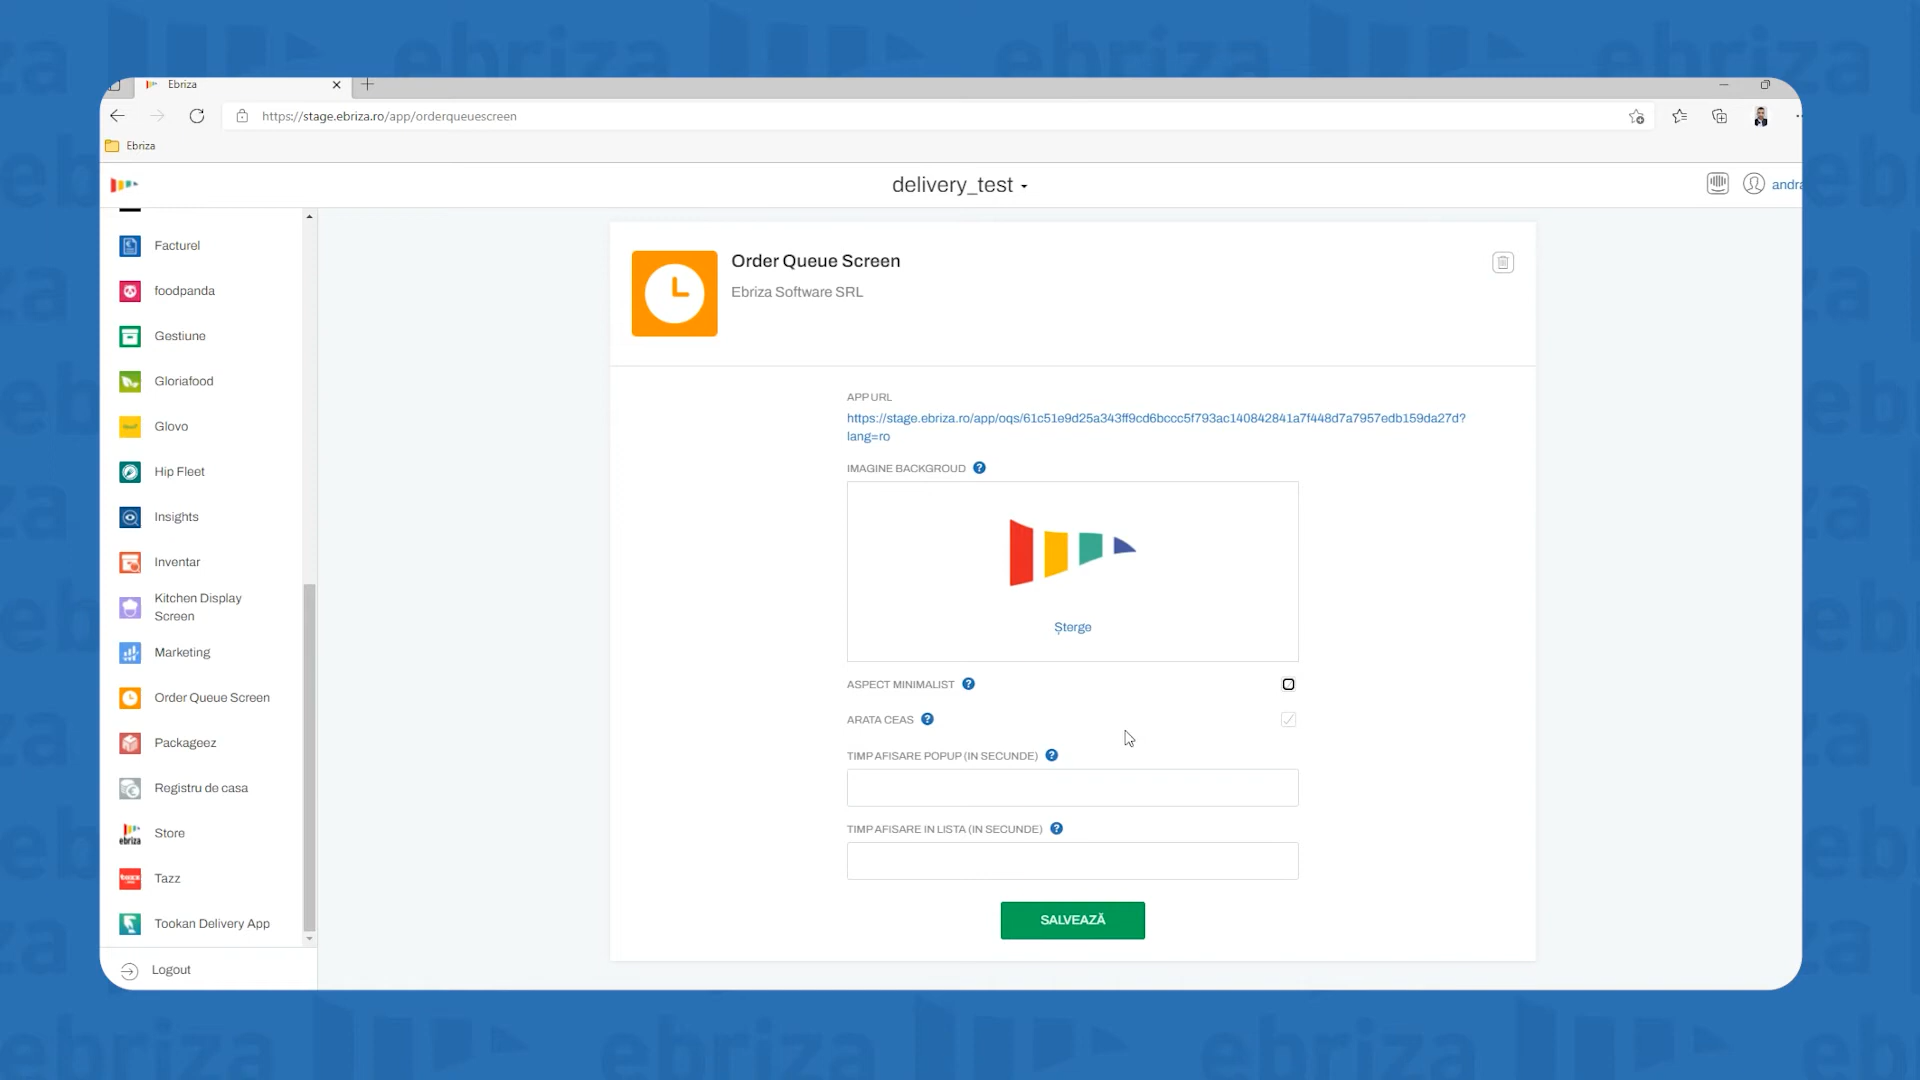 Ebriza
https://stage.ebriza.ro/app/orderqueuescreen
Ebriza
delivery_test
andra
Facturel
foodpanda
Gestiune
Gloriafood
Glovo
Hip Fleet
Insights
Inventar
Kitchen Display
Screen
Marketing
Order Queue Screen
Packageez
Registru de casa
ebriza
Store
Tazz
Tookan Delivery App
Logout
Order Queue Screen
Ebriza Software SRL
APP URL
https://stage.ebriza.ro/app/oqs/61c51e9d25a343ff9cd6bccc5f793ac140842841a7f448d7a7957edb159da27d?
lang=ro
IMAGINE BACKGROUD ?
Șterge
ASPECT MINIMALIST ?
ARATA CEAS ?
TIMP AFISARE POPUP (IN SECUNDE) ?
TIMP AFISARE IN LISTA (IN SECUNDE) ?
SALVEAZĂ